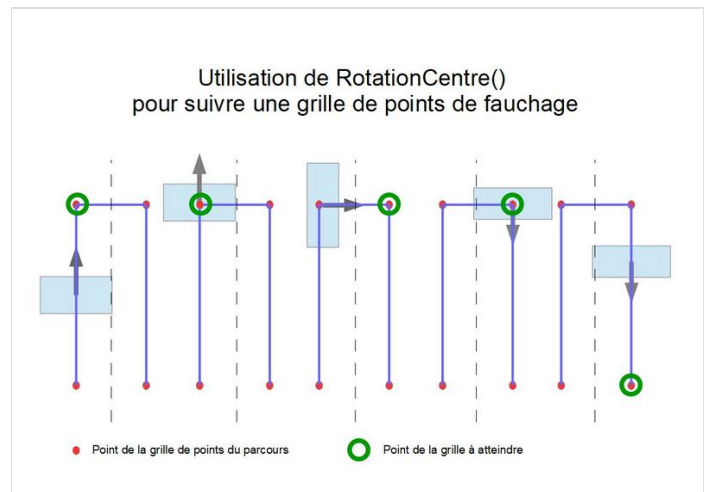 Utilisation de RotationCentre()
pour suivre une grille de points de fauchage
Point de la grille de points du parcours
Point de la grille à atteindre